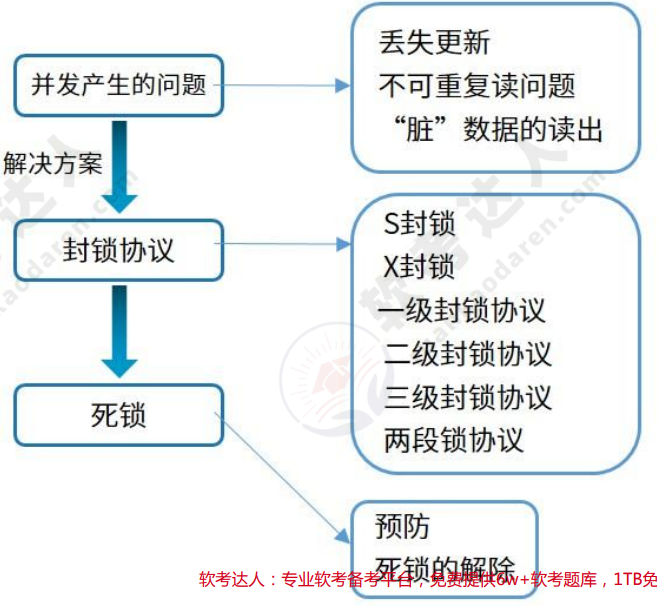 并发产生的问题
丢失更新
不可重复读问题
“脏”数据的读出
解决方案
封锁协议
S封锁
X封锁
一级封锁协议
二级封锁协议
三级封锁协议
两段锁协议
死锁
预防
死锁的解除
软考达人：专业软考备考平台，免费提供6w+软考题库，1TB免
软考达人
ruankaodaren.com